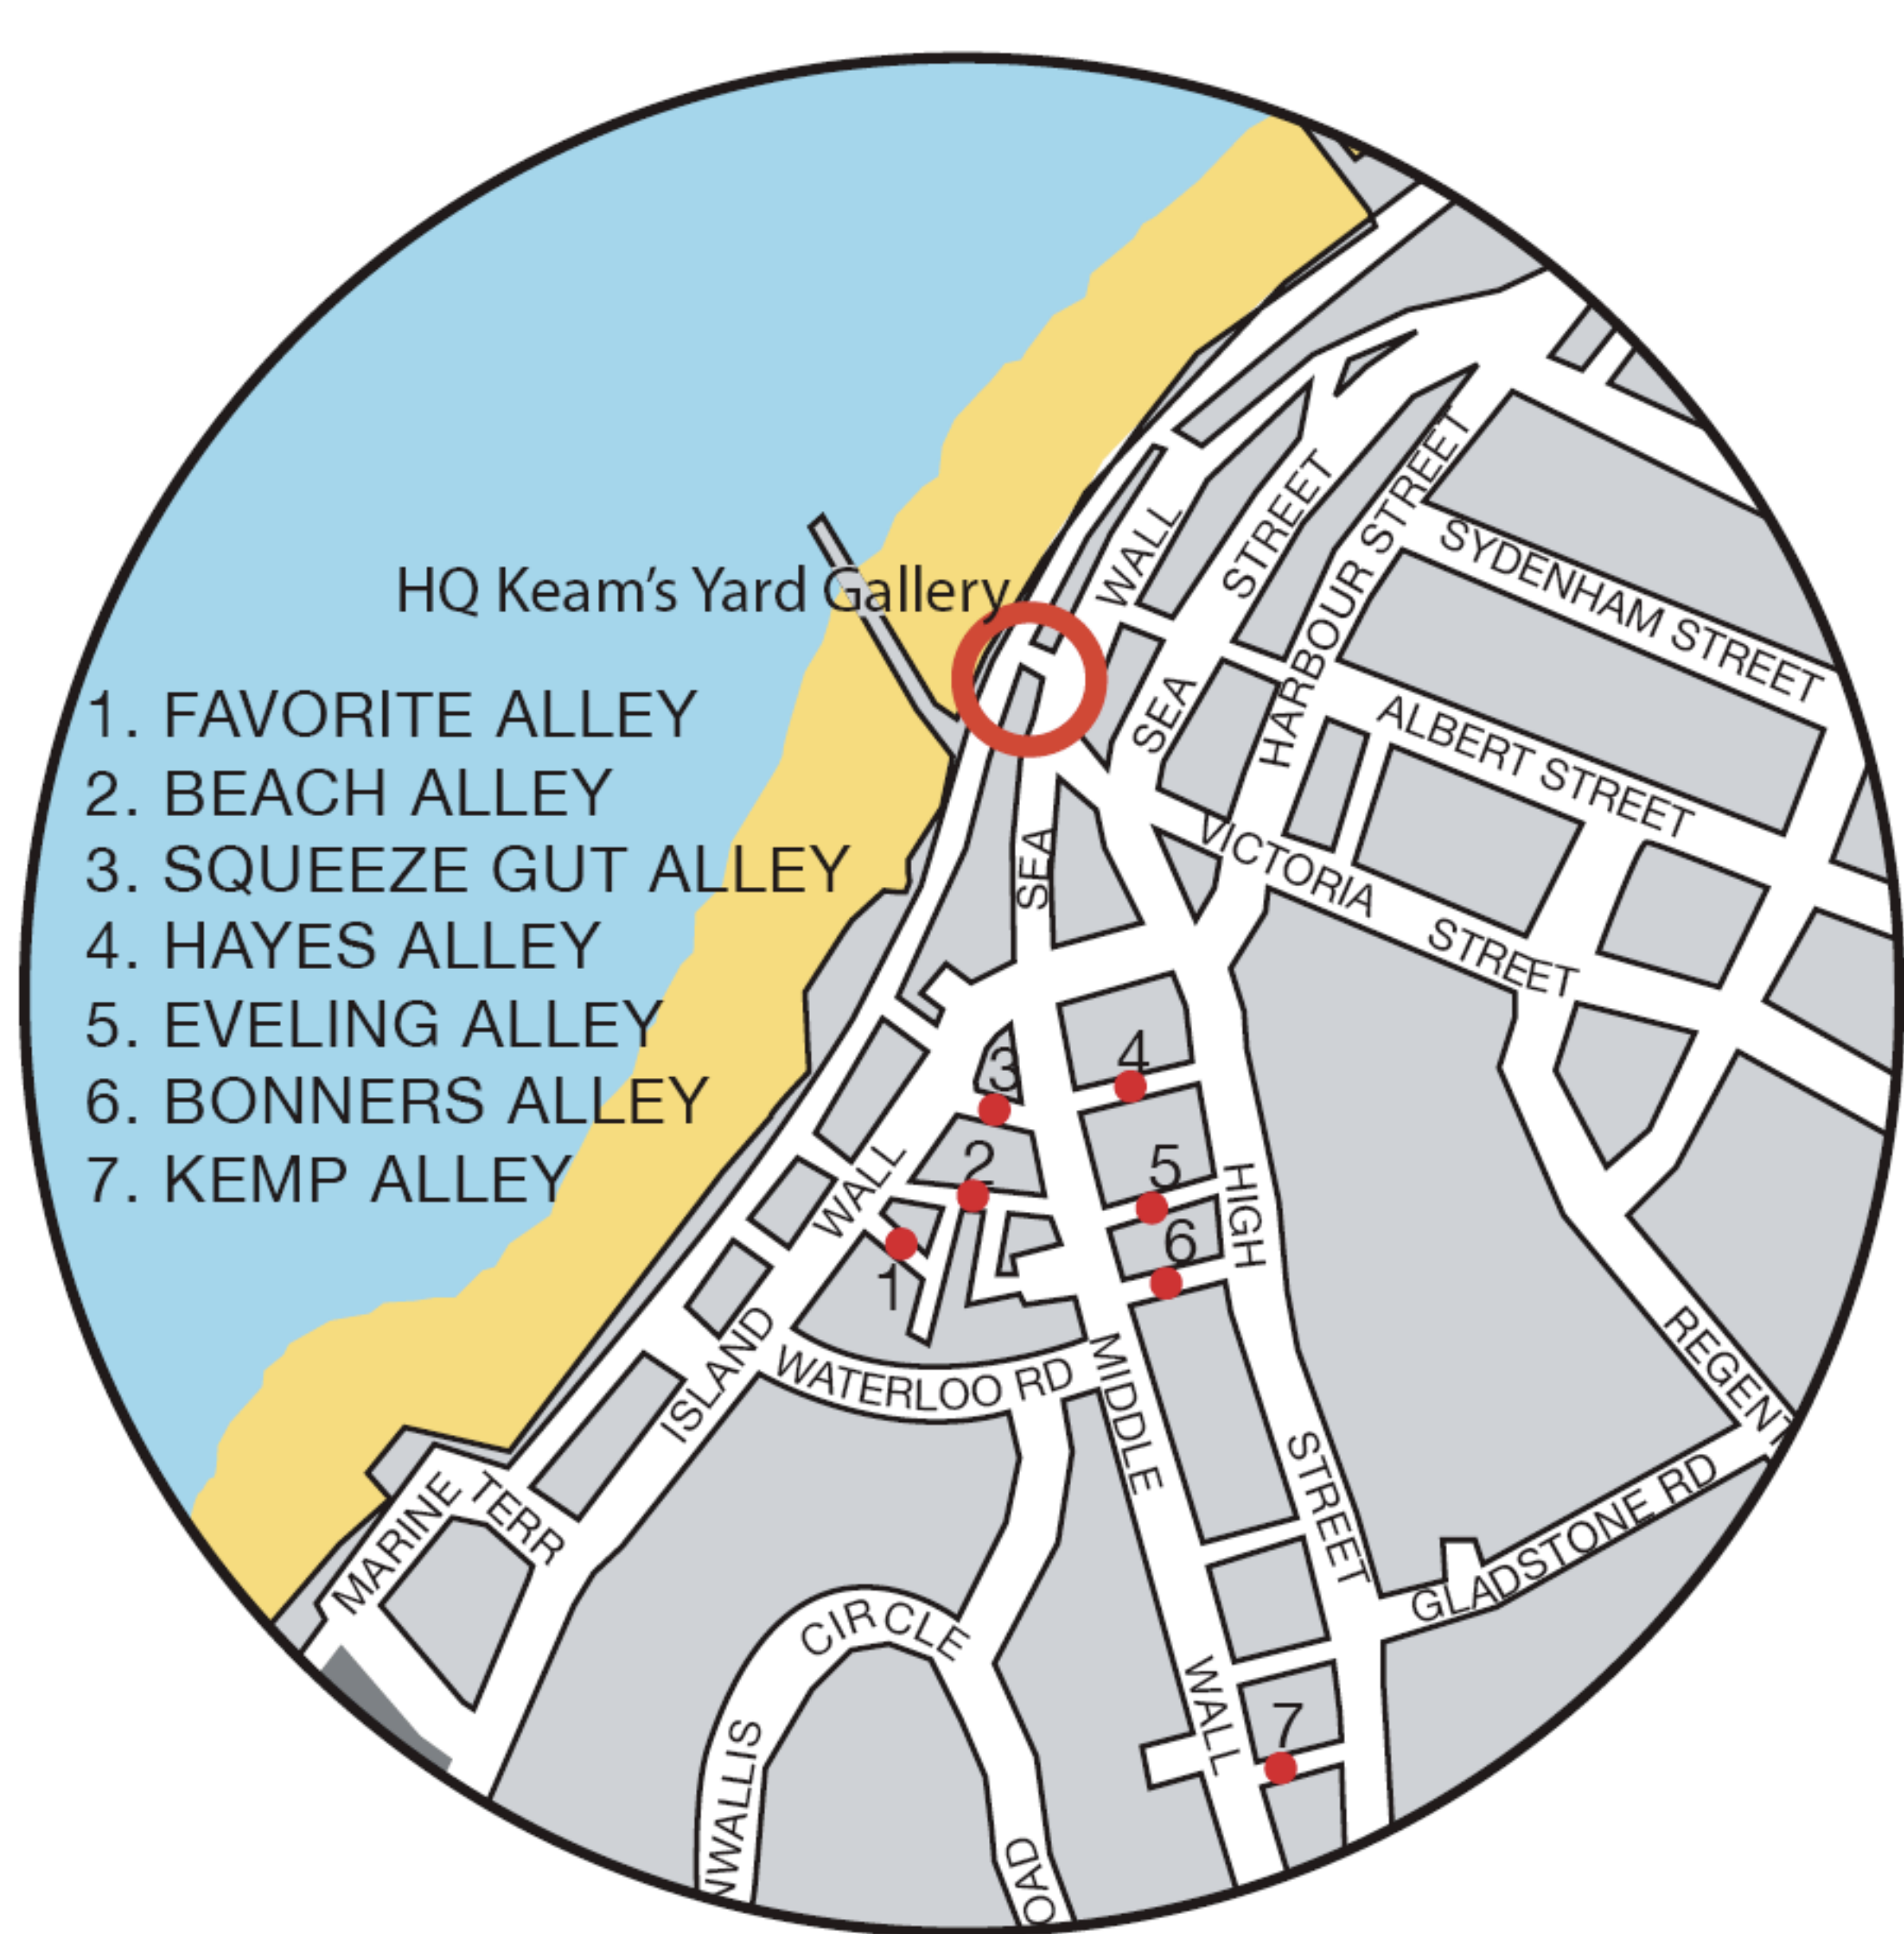 HQ Keam's Yard Gallery
1. FAVORITE ALLEY
2. BEACH ALLEY
3. SQUEEZE GUT ALLEY
4. HAYES ALLEY
5. EVELING ALLEY
6. BONNERS ALLEY
7. KEMP ALLEY
WALL
STREET
HARBOUR STREET
SYDENHAM STREET
SEA
ALBERT STREET
SEA
VICTORIA
STREET
3
4
2
5
WALL
HIGH
6
1
ISLAND
WATERLOO RD
MIDDLE
REGENT
MARINE
TERR
STREET
GLADSTONE RD
CIRCLE
WALL
7
NWALLIS
OAD